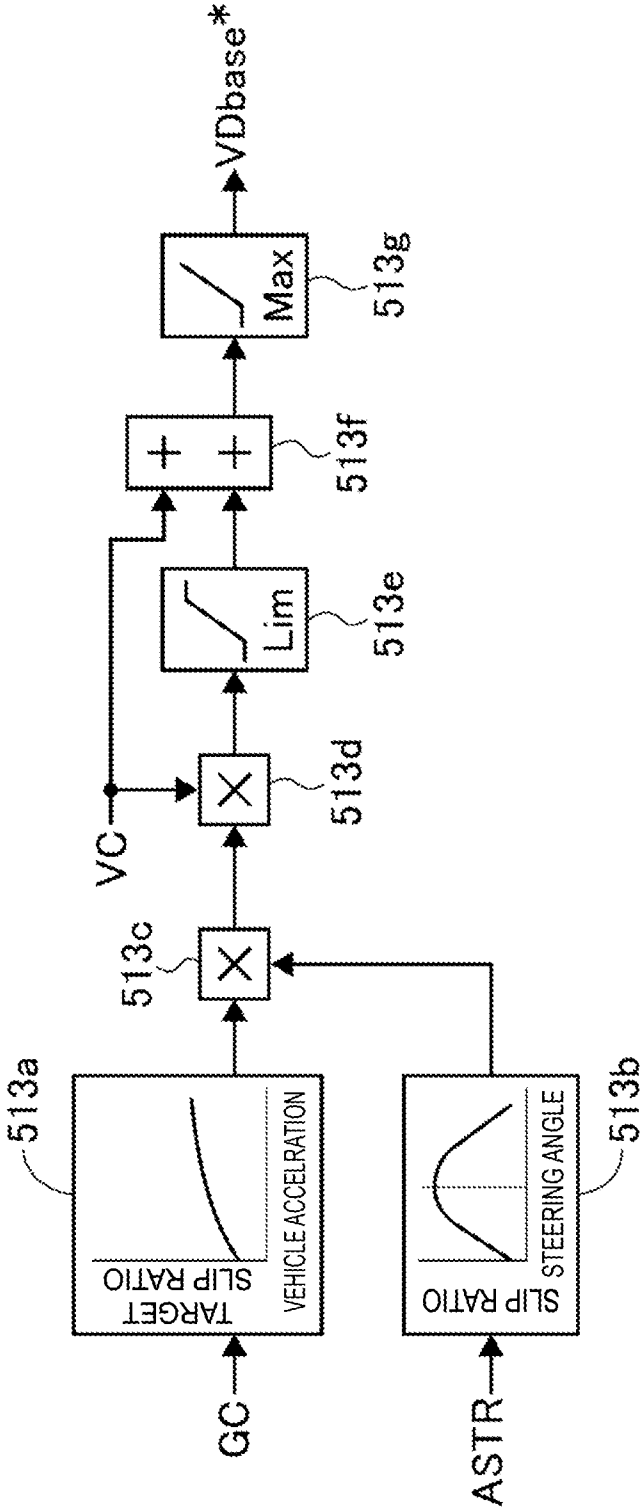 GC
513a
TARGET
SLIP RATIO
VEHICLE ACCELRATION
ASTR
SLIP RATIO
STEERING ANGLE
513b
513c
×
VC
×
513d
Lim
513e
+
+
513f
Max
513g
VDbase*